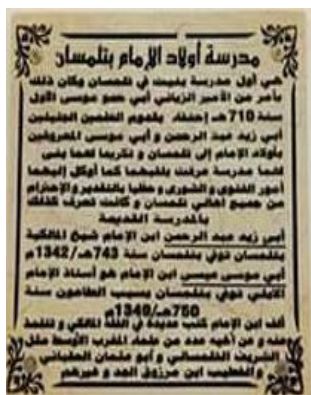 مدرسة أولاد الإمام بتلمسان
هي أول مدرسة بنيت في تلمسان وكان ذلك
بأمر من الأمير الزياني أبي حمو موسى الأول
سنة 710 هـ إحتفاء بقدوم العلمين الجليلين
أبي زيد عبد الرحمن و أبي موسى المعروفين
بأولاد الإمام إلى تلمسان و تكريما لهما بنى
لهما مدرسة عرفت بلقبهما كما أوكل إليهما
أمور الفتوى و الشورى و حظيا بالتقدير والإحترام
من جميع أهالي تلمسان و كانت تعرف كذلك
بالمدرسة القديمة
أبي زيد عبد الرحمن ابن الإمام شيخ المالكية
بتلمسان توفي بتلمسان سنة 743هـ/1342م
أبي موسى عيسى ابن الإمام هو أستاذ الإمام
الآبلي توفي بتلمسان بسبب الطاعون سنة
750هـ/1349م
ألف ابن الإمام كتب عديدة في الفقه المالكي و تتلمذ
عنه و عن أخيه عدد من علماء المغرب الأوسط مثل
الشريف التلمساني و أبو عثمان العقباني
و الخطيب ابن مرزوق الجد و غيرهم